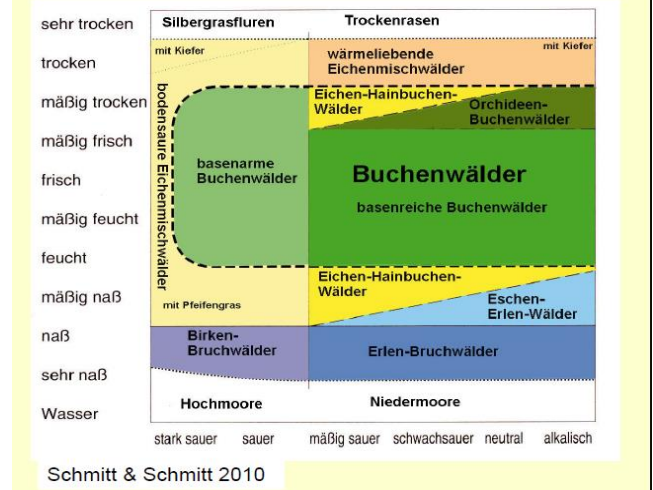 sehr trocken
Silbergrasfluren
Trockenrasen
mit Kiefer
mit Kiefer
trocken
wärmeliebende
Eichenmischwälder
mäßig trocken
Eichen-Hainbuchen-
Wälder
Orchideen-
Buchenwälder
bodensaure Eichenmischwälder
mäßig frisch
basenarme
Buchenwälder
Buchenwälder
frisch
basenreiche Buchenwälder
mäßig feucht
feucht
Eichen-Hainbuchen-
Wälder
mäßig naß
mit Pfeifengras
Eschen-
Erlen-Wälder
naß
Birken-
Bruchwälder
Erlen-Bruchwälder
sehr naß
Wasser
Hochmoore
Niedermoore
stark sauer
sauer
mäßig sauer
schwachsauer
neutral
alkalisch
Schmitt & Schmitt 2010